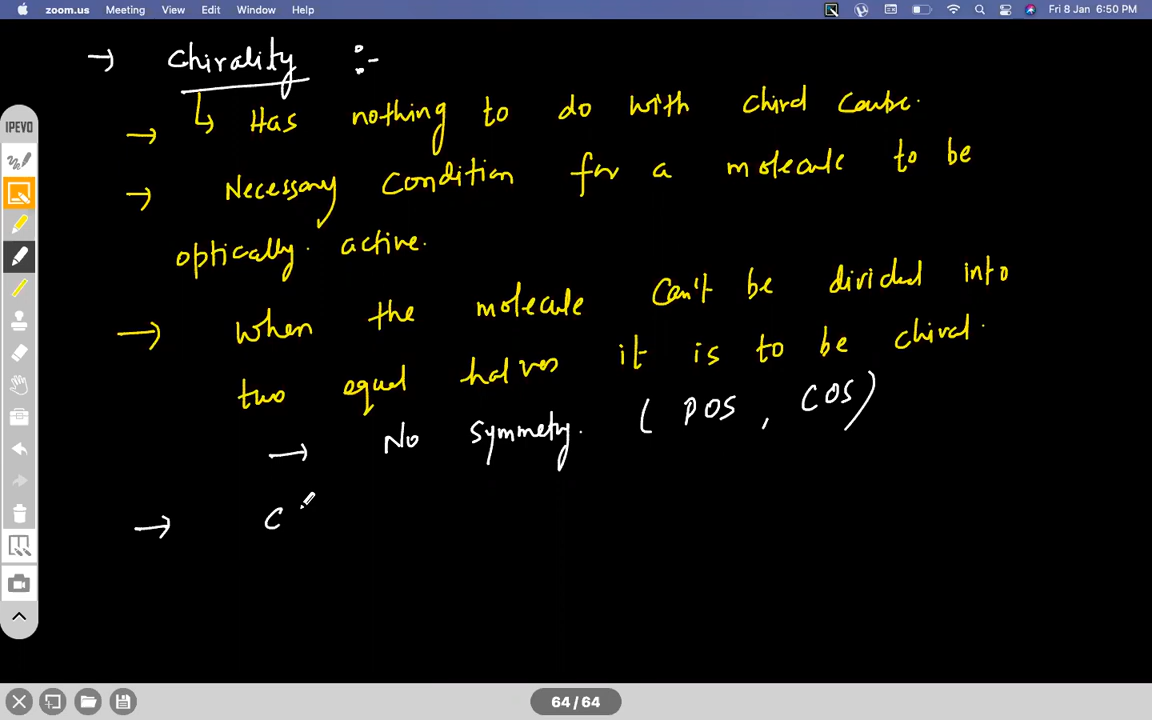 zoom.us Meeting View Edit Window Help Fri 8 Jan 6:50 PM
→ Chirality :-
IPEVO
→ Has nothing to do with chiral
→ Necessary condition for a molecule to be
optically active.
→ When the molecule can't be divided into
two equal halves it is to be chiral.
→ No symmetry. (POS, COS)
→ C
64/64